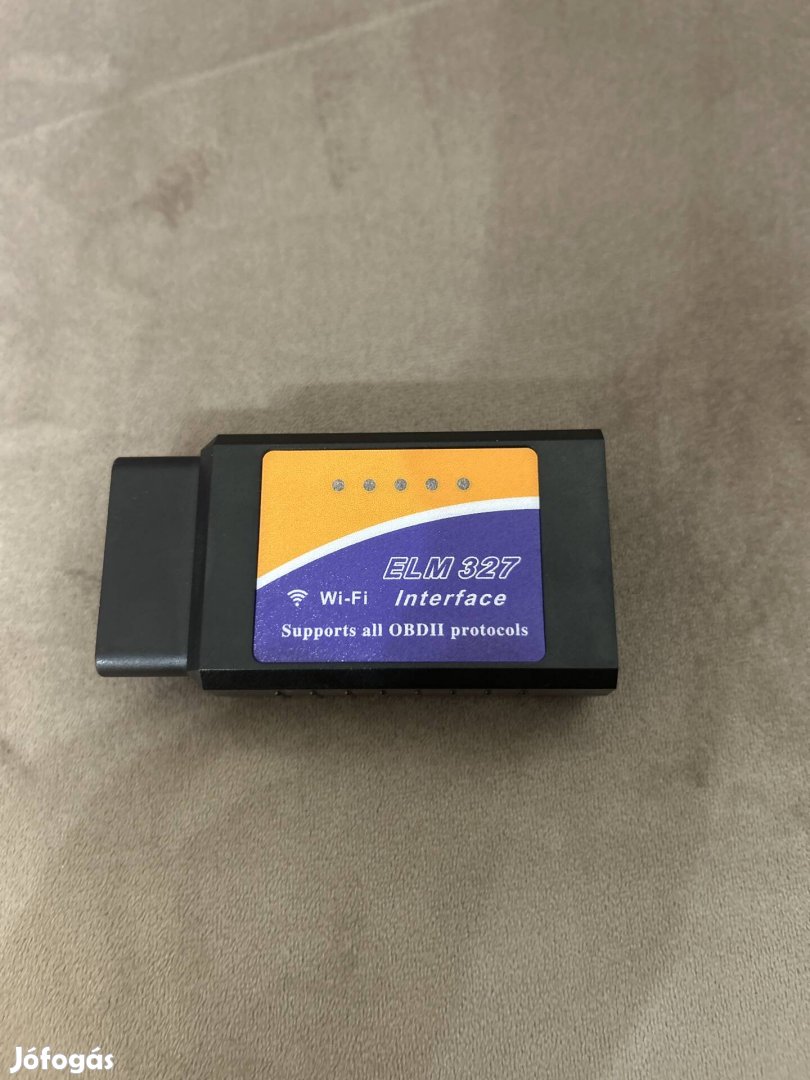 ELM 327
Wi-Fi Interface
Supports all OBDII protocols
Jófogás